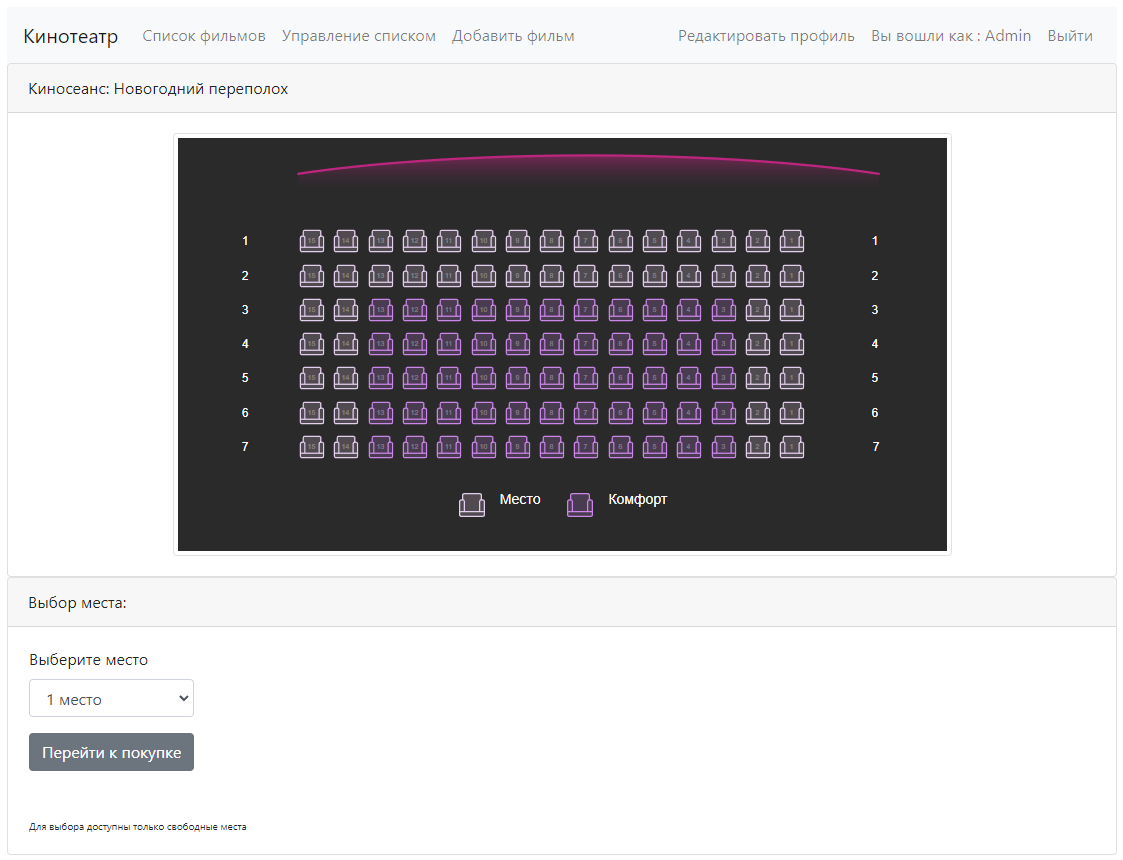 Кинотеатр Список фильмов Управление списком Добавить фильм Редактировать профиль Вы вошли как : Admin Выйти
Киносеанс: Новогодний переполох
1 15 14 13 12 11 10 9 8 7 6 5 4 3 2 1 1
2 15 14 13 12 11 10 9 8 7 6 5 4 3 2 1 2
3 15 14 13 12 11 10 9 8 7 6 5 4 3 2 1 3
4 15 14 13 12 11 10 9 8 7 6 5 4 3 2 1 4
5 15 14 13 12 11 10 9 8 7 6 5 4 3 2 1 5
6 15 14 13 12 11 10 9 8 7 6 5 4 3 2 1 6
7 15 14 13 12 11 10 9 8 7 6 5 4 3 2 1 7
Место Комфорт
Выбор места:
Выберите место
1 место
Перейти к покупке
Для выбора доступны только свободные места